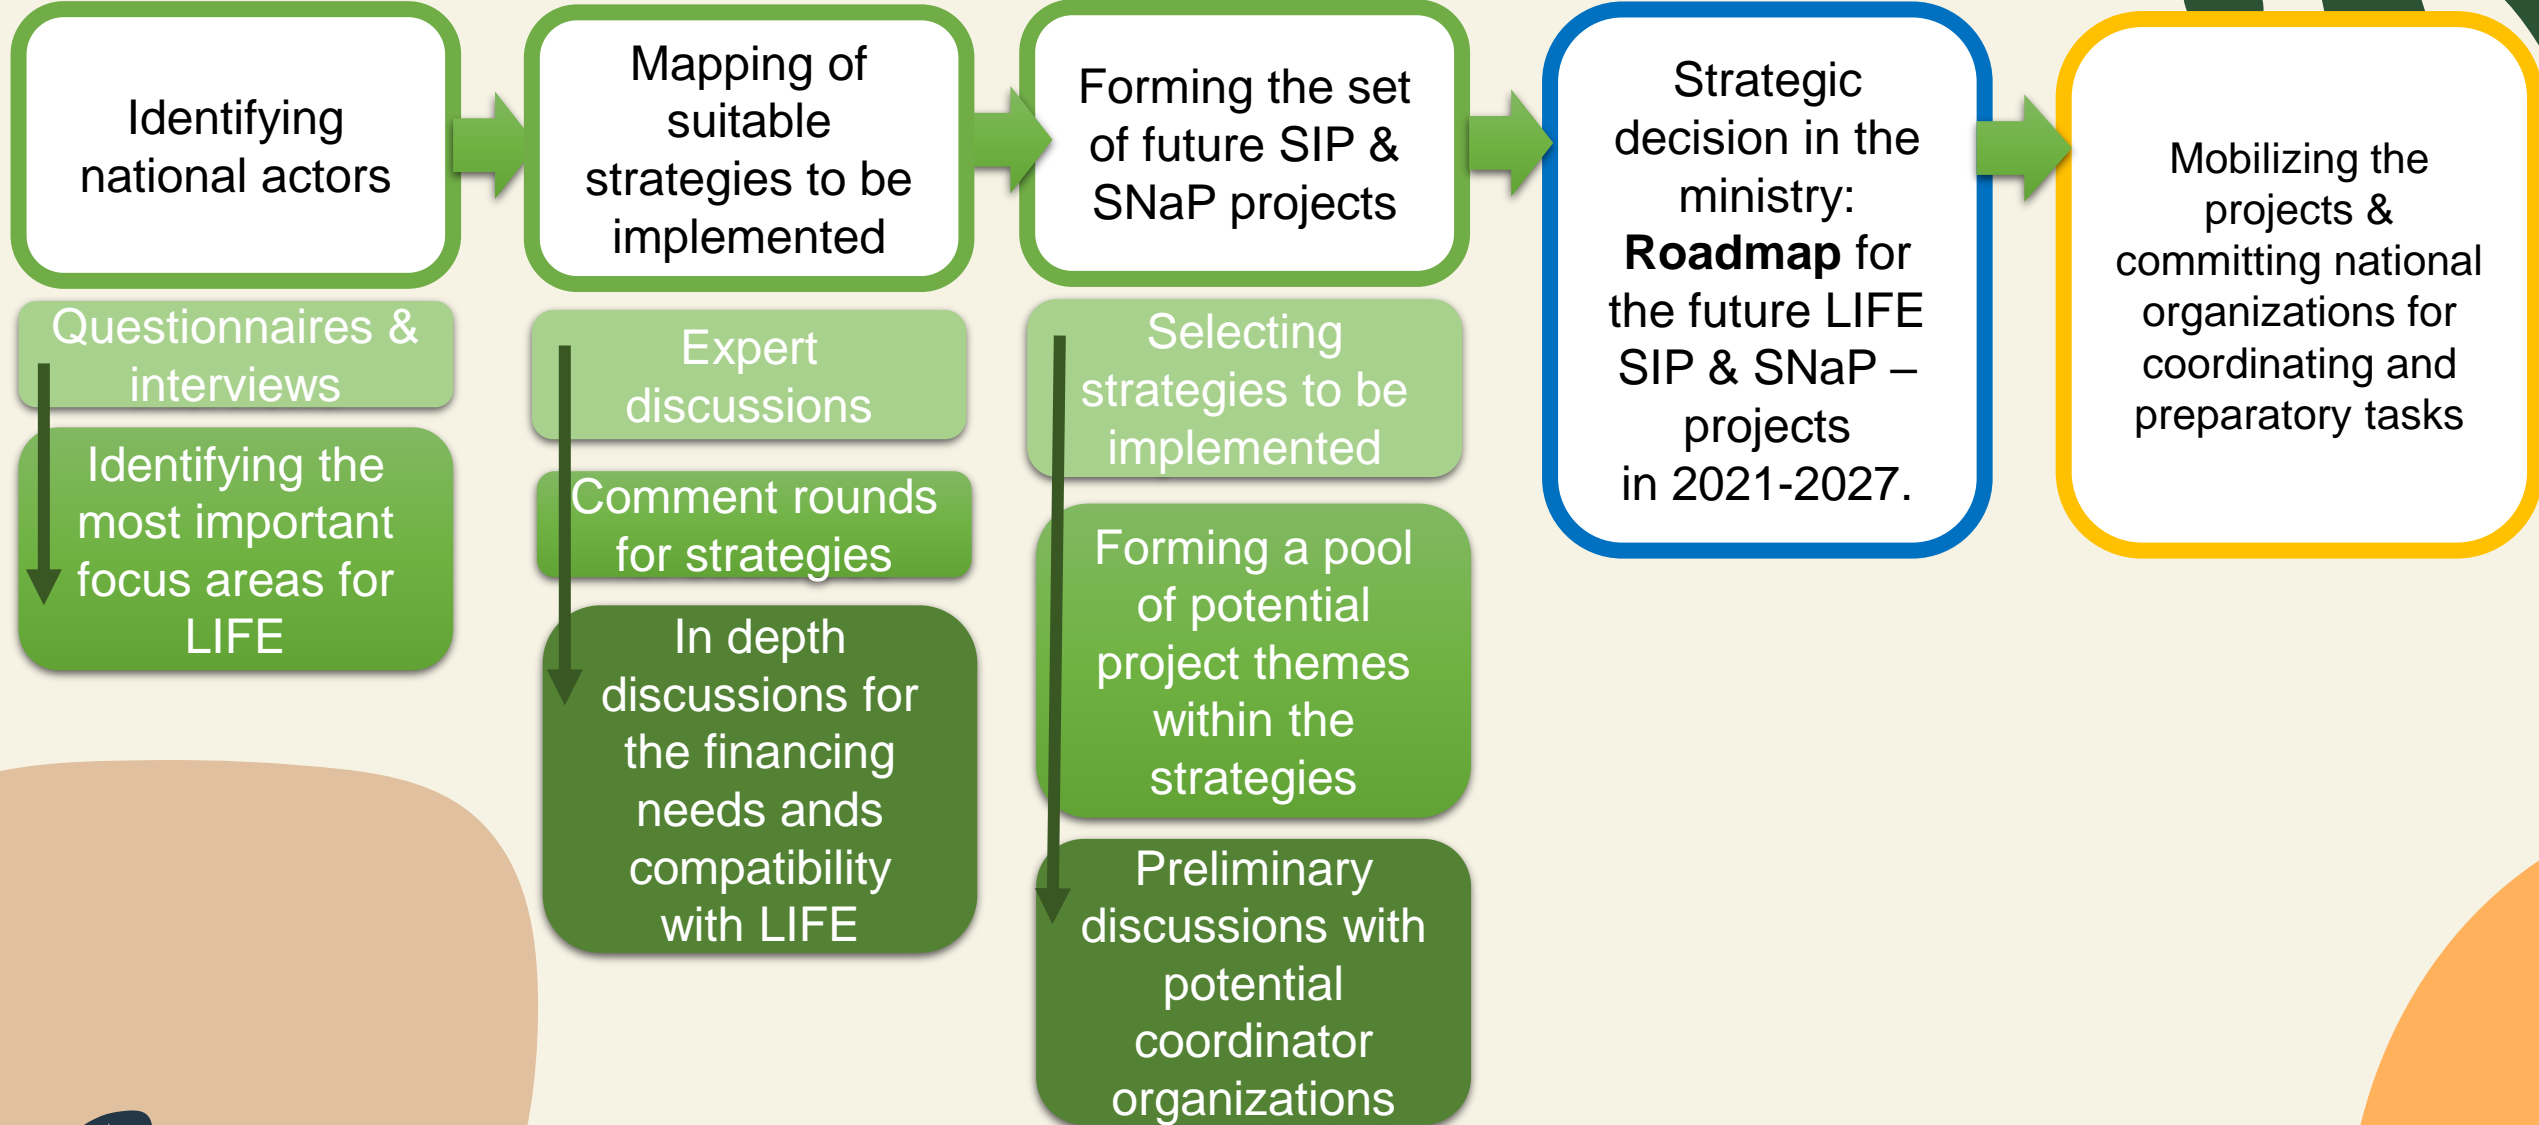 Identifying
national actors
Questionnaires &
interviews
Identifying the
most important
focus areas for
LIFE
Mapping of
suitable
strategies to be
implemented
Expert
discussions
Comment rounds
for strategies
In depth
discussions for
the financing
needs ands
compatibility
with LIFE
Forming the set
of future SIP &
SNaP projects
Selecting
strategies to be
implemented
Forming a pool
of potential
project themes
within the
strategies
Preliminary
discussions with
potential
coordinator
organizations
Strategic
decision in the
ministry:
Roadmap for
the future LIFE
SIP & SNaP –
projects
in 2021-2027.
Mobilizing the
projects &
committing national
organizations for
coordinating and
preparatory tasks